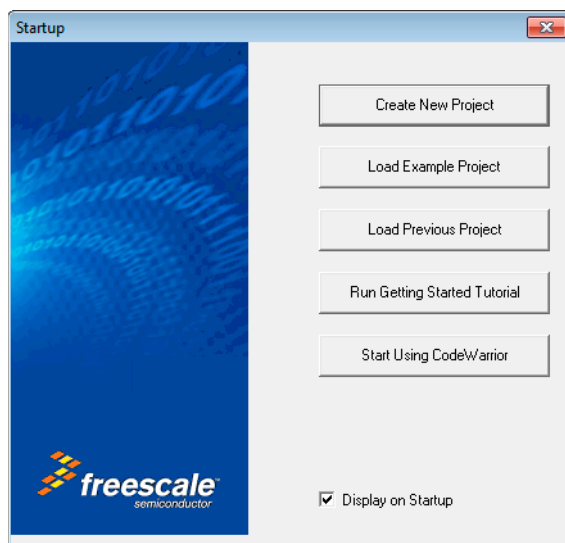 Startup
Create New Project
Load Example Project
Load Previous Project
Run Getting Started Tutorial
Start Using CodeWarrior
freescale™
semiconductor
Display on Startup